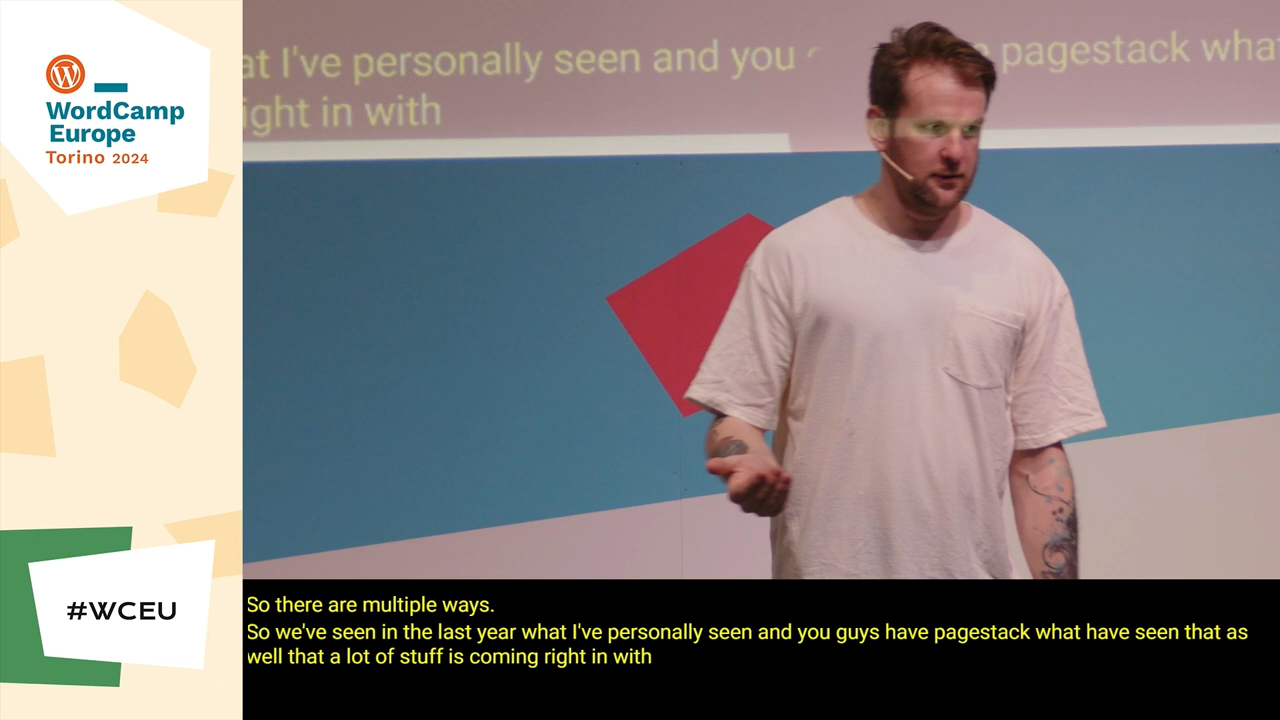 WordCamp
Europe
Torino 2024
#WCEU
at I've personally seen and you
pagestack what
ight in with
So there are multiple ways.
So we've seen in the last year what I've personally seen and you guys have pagestack what have seen that as
well that a lot of stuff is coming right in with